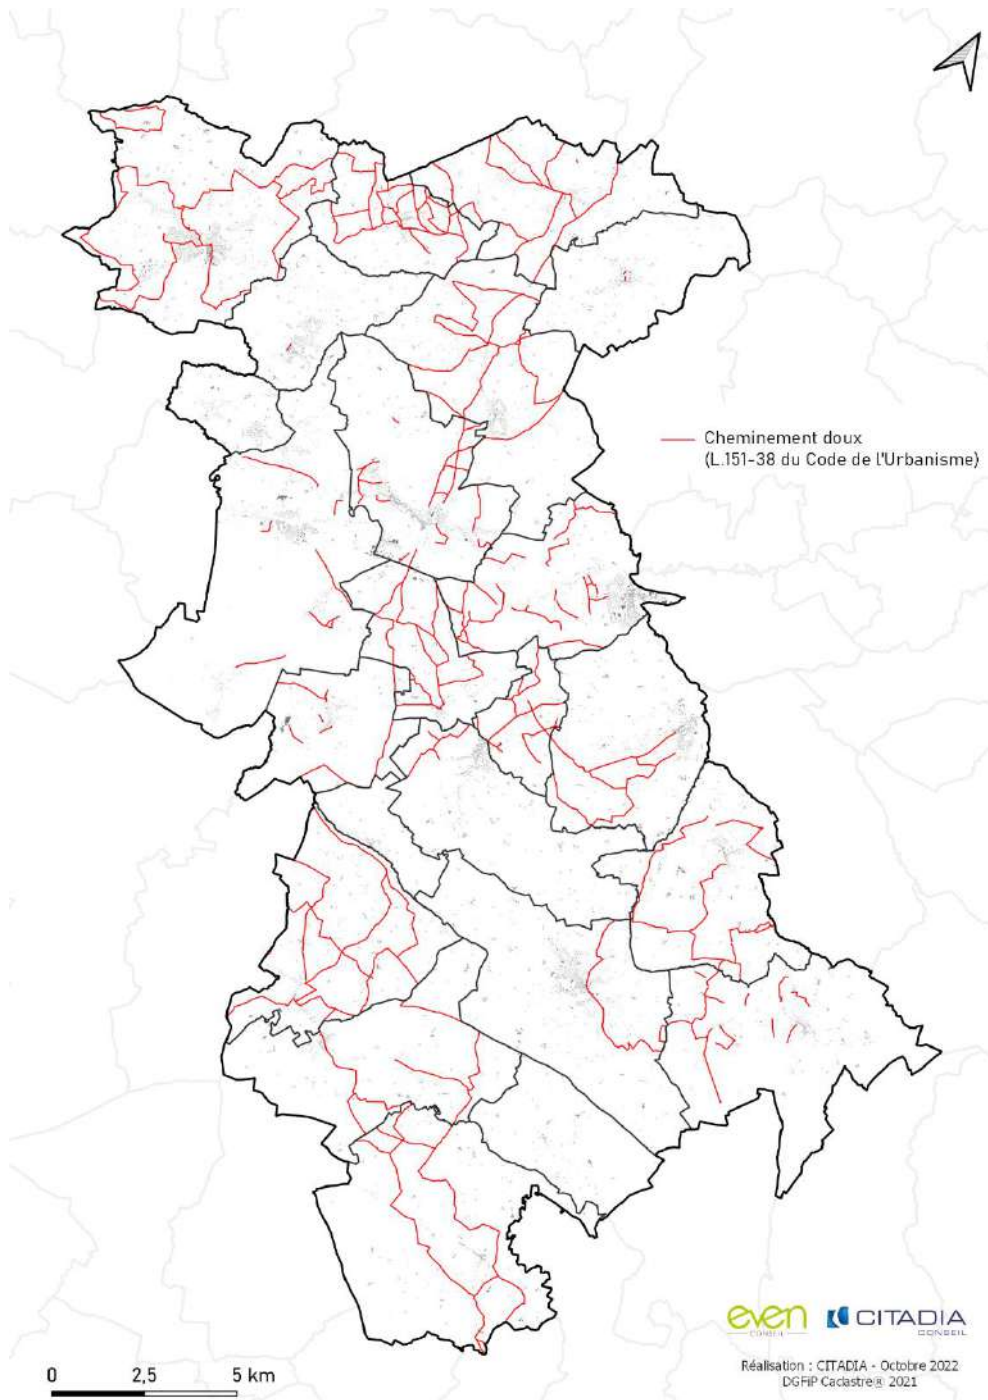 Cheminement doux
(L.151-38 du Code de l'Urbanisme)
even
CONSEIL
CITADIA
CONSEIL
0 2,5 5 km
Réalisation : CITADIA - Octobre 2022
DGFiP Cadastre® 2021